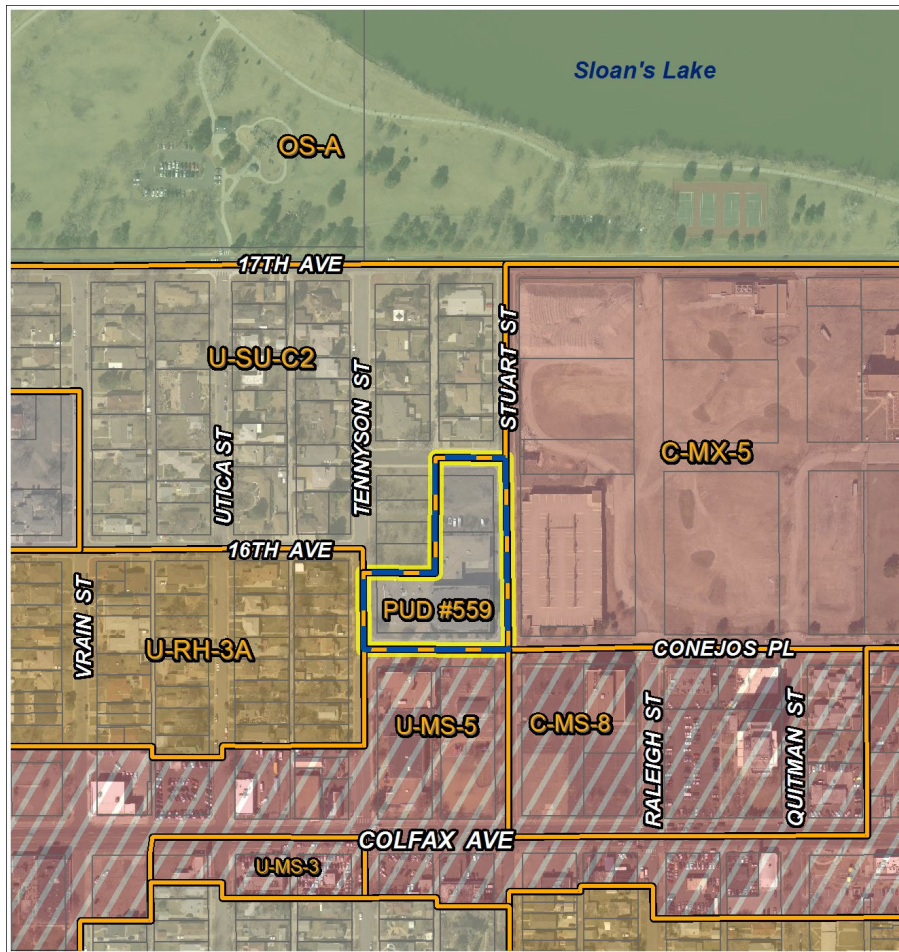 Sloan's Lake
OS-A
17TH AVE
U-SU-C2
STUART ST
TENNYSON ST
C-MX-5
UTICA ST
16TH AVE
PUD #559
VRAIN ST
U-RH-3A
CONEJOS PL
U-MS-5
C-MS-8
RALEIGH ST
QUITMAN ST
COLFAX AVE
U-MS-3